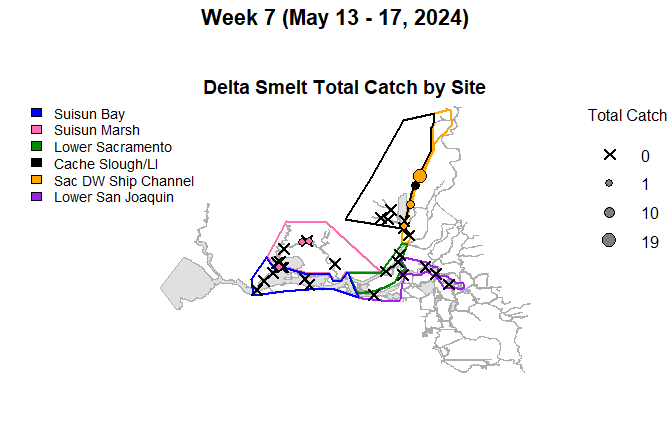 Week 7 (May 13 - 17, 2024)
Delta Smelt Total Catch by Site
Suisun Bay
Suisun Marsh
Lower Sacramento
Cache Slough/LI
Sac DW Ship Channel
Lower San Joaquin
Total Catch
0
1
10
19